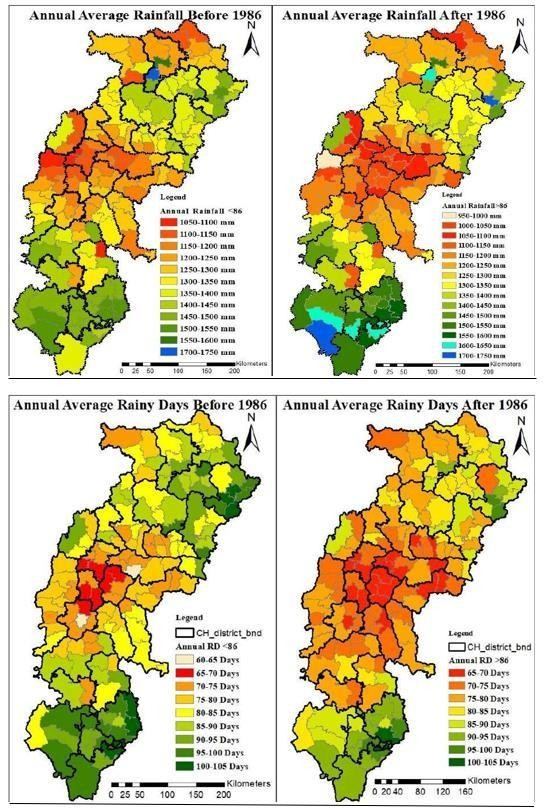 Annual Average Rainfall Before 1986
N
Legend
Annual Rainfall <86
1050-1100 mm
1100-1150 mm
1150-1200 mm
1200-1250 mm
1250-1300 mm
1300-1350 mm
1350-1400 mm
1400-1450 mm
1450-1500 mm
1500-1550 mm
1550-1600 mm
1700-1750 mm
Kilometers
0 25 50 100 150 200
Annual Average Rainfall After 1986
N
Legend
Annual Rainfall>86
950-1000 mm
1000-1050 mm
1050-1100 mm
1100-1150 mm
1150-1200 mm
1200-1250 mm
1250-1300 mm
1300-1350 mm
1350-1400 mm
1400-1450 mm
1450-1500 mm
1500-1550 mm
1550-1600 mm
1600-1650 mm
1700-1750 mm
Kilometers
0 25 50 100 150 200
Annual Average Rainy Days Before 1986
N
Legend
CH_district_bnd
Annual RD <86
60-65 Days
65-70 Days
70-75 Days
75-80 Days
80-85 Days
85-90 Days
90-95 Days
95-100 Days
100-105 Days
Kilometers
0 25 50 100 150 200
Annual Average Rainy Days After 1986
N
Legend
CH_district_bnd
Annual RD >86
65-70 Days
70-75 Days
75-80 Days
80-85 Days
85-90 Days
90-95 Days
95-100 Days
100-105 Days
Kilometers
0 20 40 80 120 160